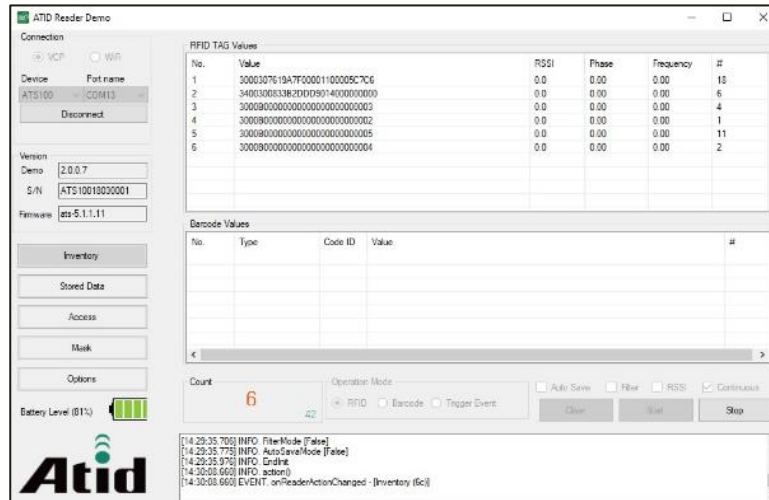 ATID Reader Demo
Connection
VCP WiFi
Device Port name
ATS100 COM13
Disconnect
Version
Demo 2.0.0.7
S/N ATS10018030001
Firmware ats-5.1.1.11
Inventory
Stored Data
Access
Mask
Options
Battery Level (81%)
Atid
RFID TAG Values
No. Value RSSI Phase Frequency #
1 3000307619A7F00001100005C7C6 0.0 0.00 0.00 18
2 0.0 0.00 0.00 6
3 0.0 0.00 0.00 4
4 0.0 0.00 0.00 1
5 0.0 0.00 0.00 11
6 0.0 0.00 0.00 2
Barcode Values
No. Type Code ID Value #
Count
6
42
Operation Mode
RFID Barcode Trigger Event
Auto Save Filter RSSI Continuous
Clear Start Stop
[14:29:35.706] INFO. FilterMode [False]
[14:29:35.775] INFO. AutoSavaMode [False]
[14:29:35.976] INFO. EndInit
[14:30:08.660] INFO. action()
[14:30:08.660] EVENT. onReaderActionChanged - [Inventory (6c)]